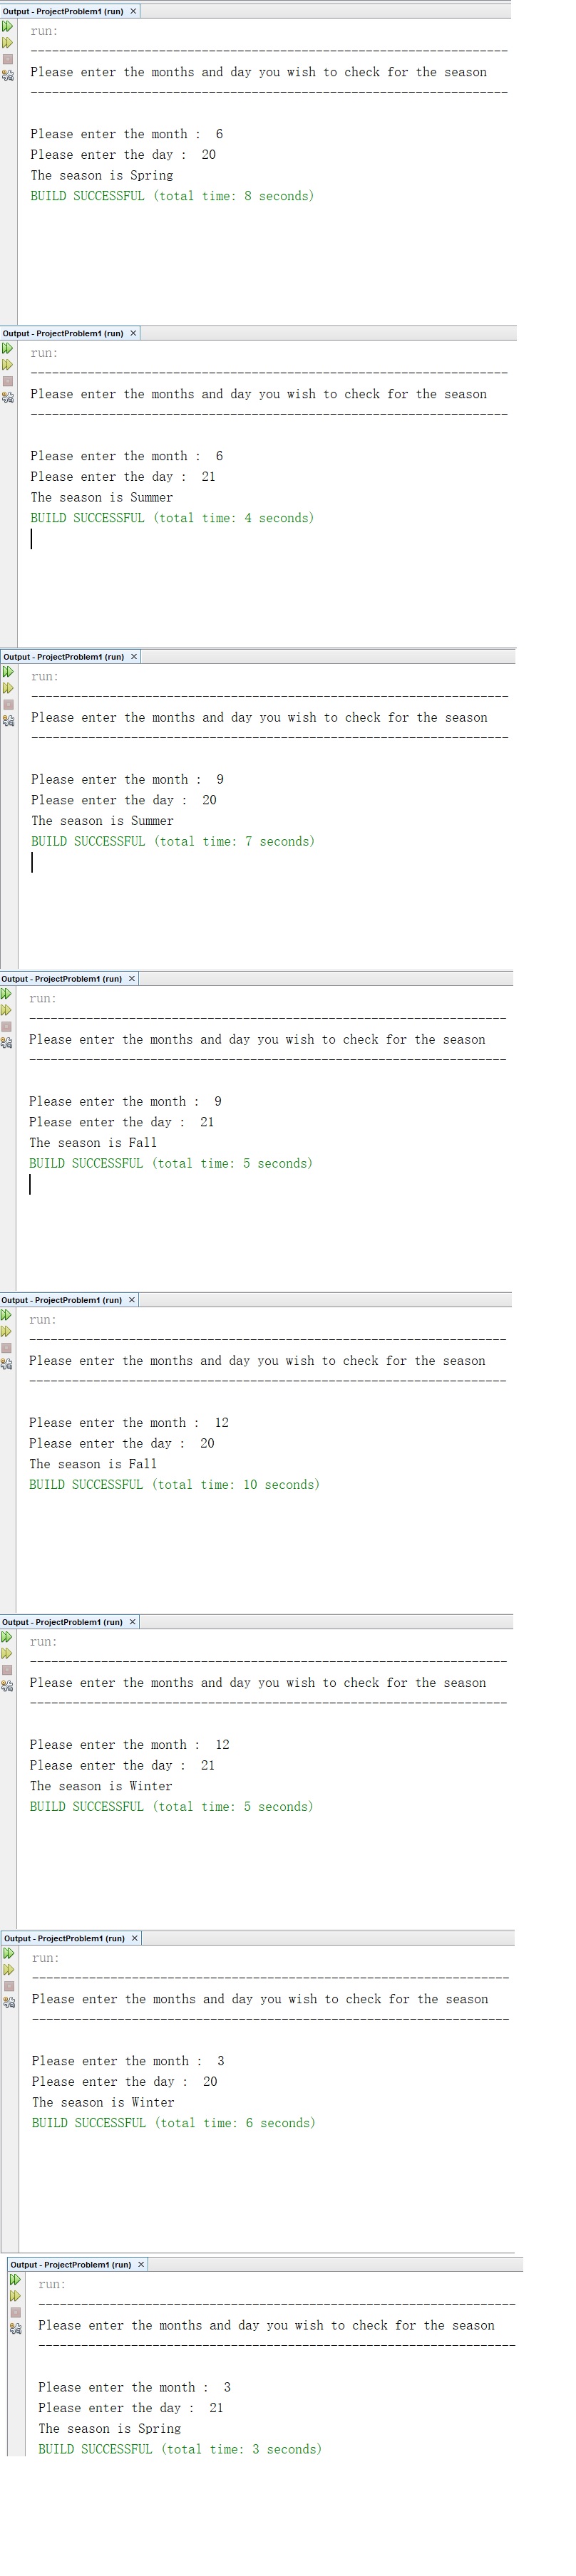 Output - ProjectProblem1 (run) ×
run:
------------------------------------------------------------------
Please enter the months and day you wish to check for the season
------------------------------------------------------------------
Please enter the month :  6
Please enter the day :  20
The season is Spring
BUILD SUCCESSFUL (total time: 8 seconds)
Output - ProjectProblem1 (run) ×
run:
------------------------------------------------------------------
Please enter the months and day you wish to check for the season
------------------------------------------------------------------
Please enter the month :  6
Please enter the day :  21
The season is Summer
BUILD SUCCESSFUL (total time: 4 seconds)
Output - ProjectProblem1 (run) ×
run:
------------------------------------------------------------------
Please enter the months and day you wish to check for the season
------------------------------------------------------------------
Please enter the month :  9
Please enter the day :  20
The season is Summer
BUILD SUCCESSFUL (total time: 7 seconds)
Output - ProjectProblem1 (run) ×
run:
------------------------------------------------------------------
Please enter the months and day you wish to check for the season
------------------------------------------------------------------
Please enter the month :  9
Please enter the day :  21
The season is Fall
BUILD SUCCESSFUL (total time: 5 seconds)
Output - ProjectProblem1 (run) ×
run:
------------------------------------------------------------------
Please enter the months and day you wish to check for the season
------------------------------------------------------------------
Please enter the month :  12
Please enter the day :  20
The season is Fall
BUILD SUCCESSFUL (total time: 10 seconds)
Output - ProjectProblem1 (run) ×
run:
------------------------------------------------------------------
Please enter the months and day you wish to check for the season
------------------------------------------------------------------
Please enter the month :  12
Please enter the day :  21
The season is Winter
BUILD SUCCESSFUL (total time: 5 seconds)
Output - ProjectProblem1 (run) ×
run:
------------------------------------------------------------------
Please enter the months and day you wish to check for the season
------------------------------------------------------------------
Please enter the month :  3
Please enter the day :  20
The season is Winter
BUILD SUCCESSFUL (total time: 6 seconds)
Output - ProjectProblem1 (run) ×
run:
------------------------------------------------------------------
Please enter the months and day you wish to check for the season
------------------------------------------------------------------
Please enter the month :  3
Please enter the day :  21
The season is Spring
BUILD SUCCESSFUL (total time: 3 seconds)